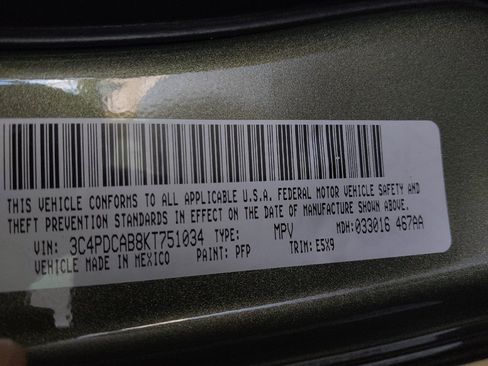 THIS VEHICLE CONFORMS TO ALL APPLICABLE U.S.A. FEDERAL MOTOR VEHICLE SAFETY AND
THEFT PREVENTION STANDARDS IN EFFECT ON THE DATE OF MANUFACTURE SHOWN ABOVE.
VIN: 3C4PDCAB8KT751034 TYPE: MPV MDH: 033016 467AA
VEHICLE MADE IN MEXICO PAINT: PFP TRIM: E5X9